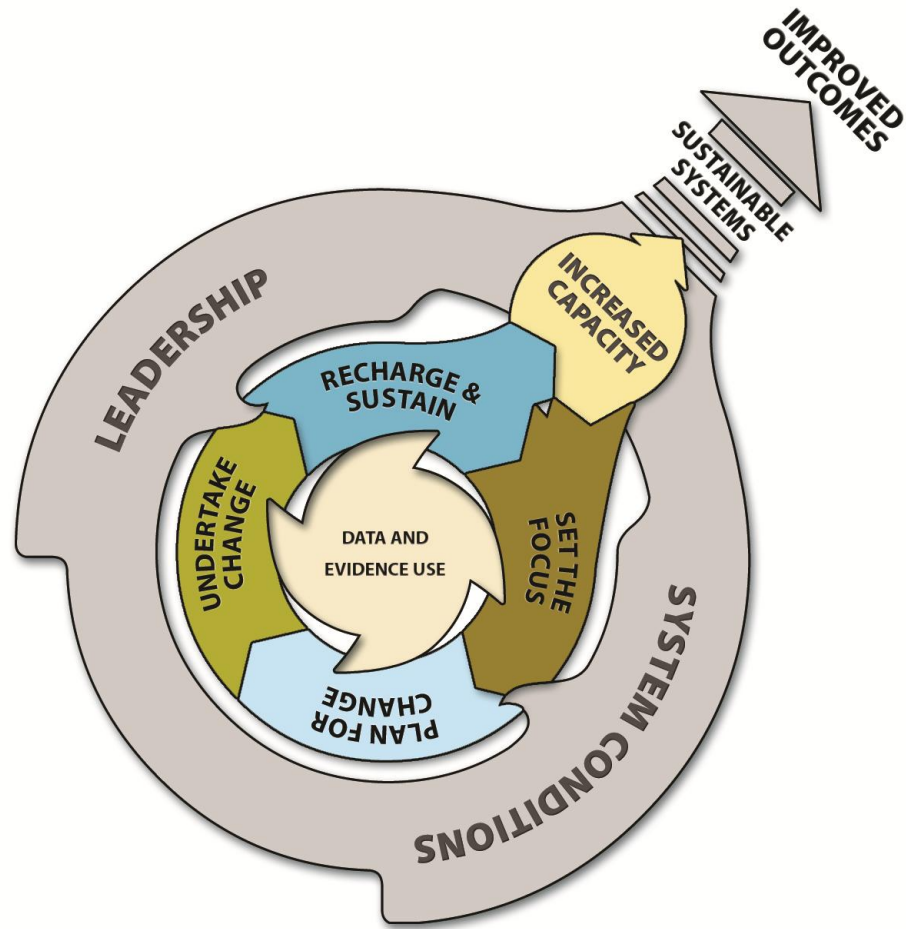 IMPROVED
OUTCOMES
SUSTAINABLE
SYSTEMS
INCREASED
CAPACITY
LEADERSHIP
RECHARGE &
SUSTAIN
UNDERTAKE
CHANGE
DATA AND
EVIDENCE USE
SET THE
FOCUS
PLAN FOR
CHANGE
SYSTEM CONDITIONS